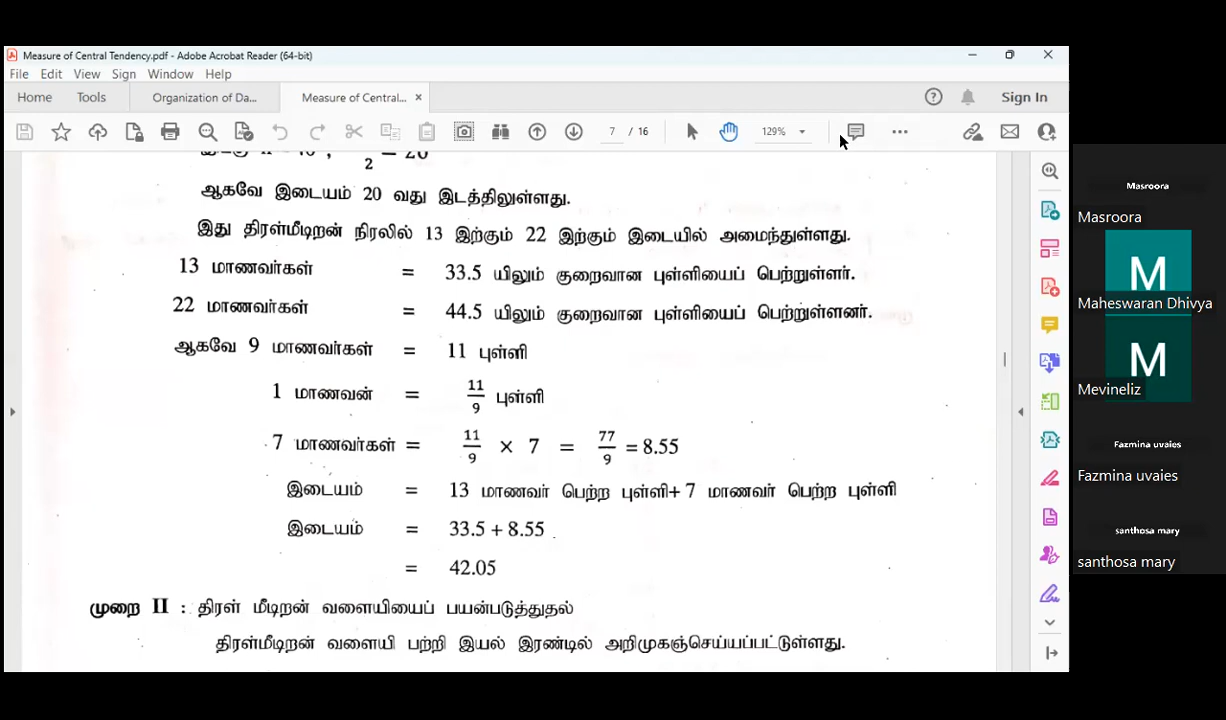 Measure of Central Tendency.pdf - Adobe Acrobat Reader (64-bit)
File Edit View Sign Window Help
Home Tools Organization of Da... Measure of Central... × Sign In
7 / 16 129%
2 = 20
ஆகவே இடையம் 20 வது இடத்திலுள்ளது.
இது திரள்மீடிறன் நிரலில் 13 இற்கும் 22 இற்கும் இடையில் அமைந்துள்ளது.
13 மாணவர்கள் = 33.5 யிலும் குறைவான புள்ளியைப் பெற்றுள்ளர்.
22 மாணவர்கள் = 44.5 யிலும் குறைவான புள்ளியைப் பெற்றுள்ளனர்.
ஆகவே 9 மாணவர்கள் = 11 புள்ளி
1 மாணவன் = 11/9 புள்ளி
7 மாணவர்கள் = 11/9 × 7 = 77/9 = 8.55
இடையம் = 13 மாணவர் பெற்ற புள்ளி+ 7 மாணவர் பெற்ற புள்ளி
இடையம் = 33.5 + 8.55
= 42.05
முறை II : திரள் மீடிறன் வளையியைப் பயன்படுத்துதல்
திரள்மீடிறன் வளையி பற்றி இயல் இரண்டில் அறிமுகஞ்செய்யப்பட்டுள்ளது.
Masroora
Masroora
M
Maheswaran Dhivya
M
Mevineliz
Fazmina uvaies
Fazmina uvaies
santhosa mary
santhosa mary